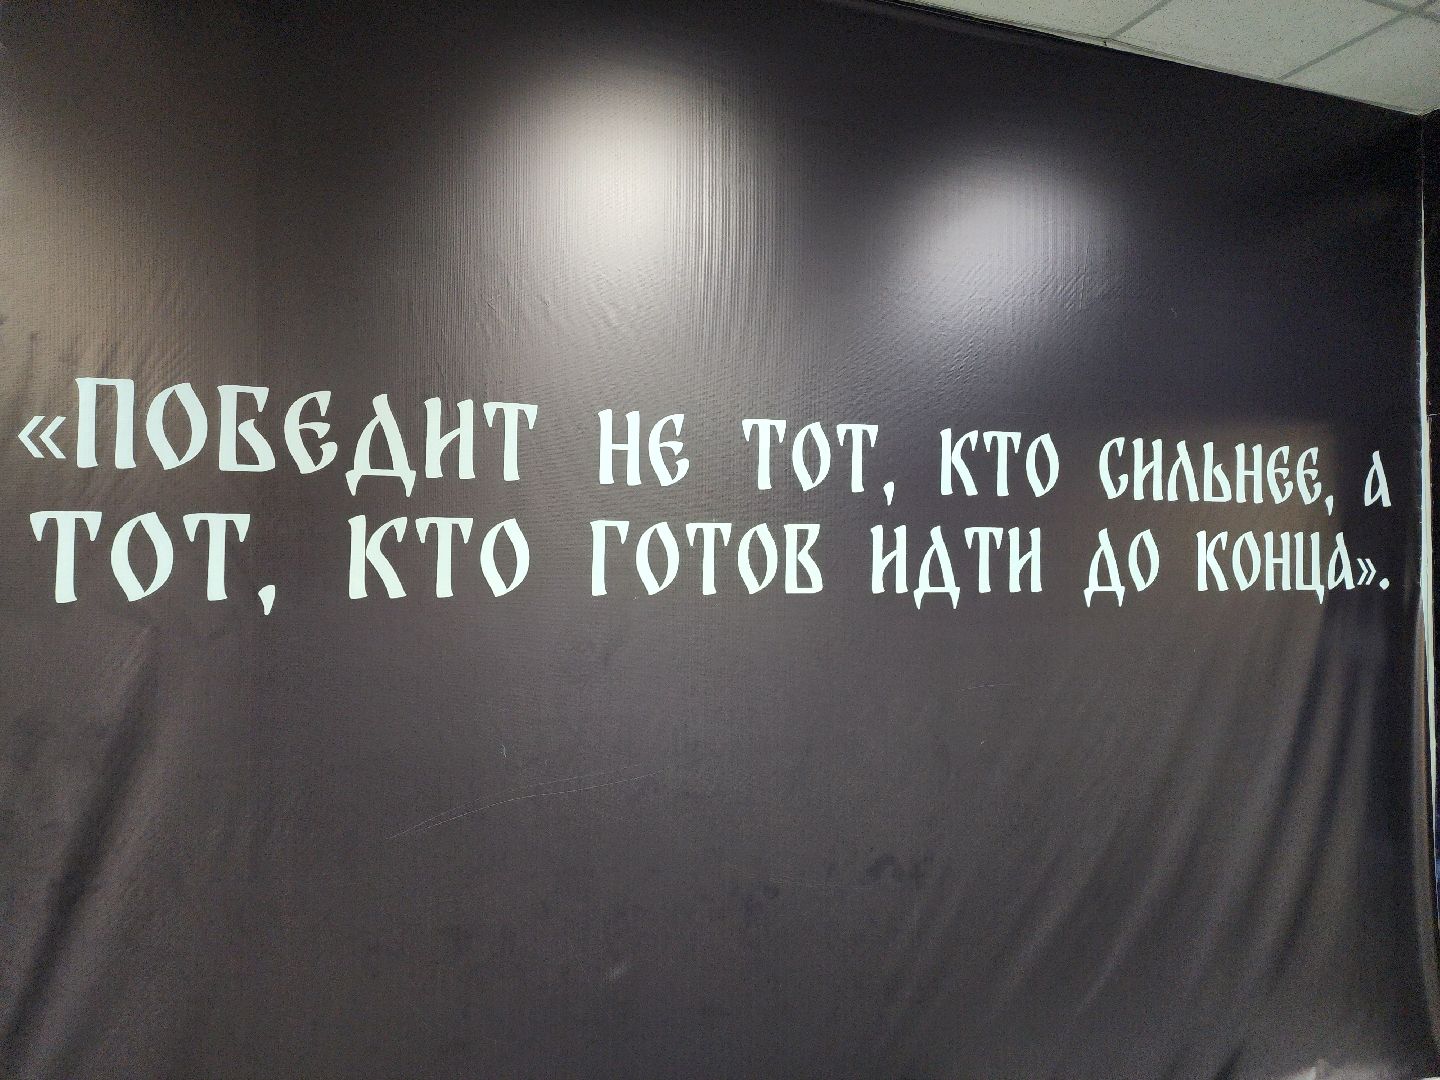 «ПОБЕДИТ НЕ ТОТ, КТО СИЛЬНЕЕ, А
ТОТ, КТО ГОТОВ ИДТИ ДО КОНЦА».